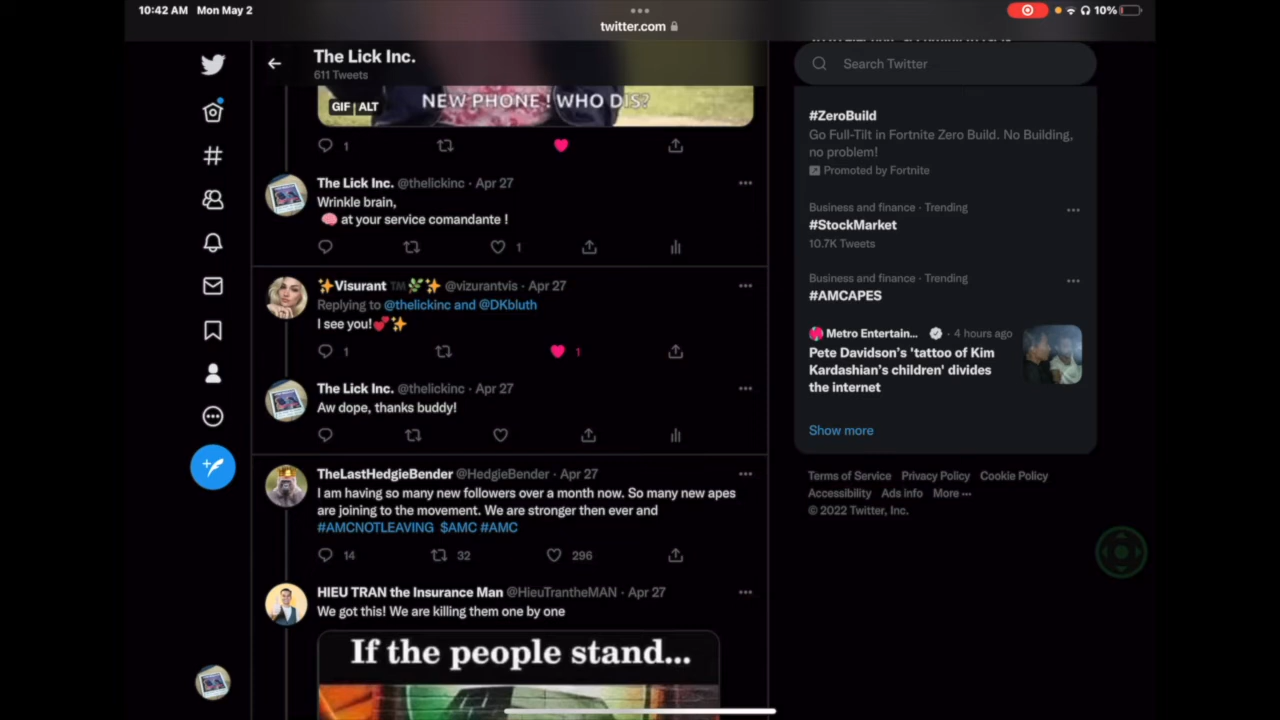 10:42 AM Mon May 2
10%
twitter.com
The Lick Inc.
611 Tweets
Search Twitter
GIF | ALT
NEW PHONE ! WHO DIS?
1
The Lick Inc. @thelickinc · Apr 27
Wrinkle brain,
🧠 at your service comandante !
1
✨Visurant ™️🌿✨ @vizurantvis · Apr 27
Replying to @thelickinc and @DKbluth
I see you!💕✨
1
1
The Lick Inc. @thelickinc · Apr 27
Aw dope, thanks buddy!
TheLastHedgieBender @HedgieBender · Apr 27
I am having so many new followers over a month now. So many new apes
are joining to the movement. We are stronger then ever and
#AMCNOTLEAVING $AMC #AMC
14
32
296
HIEU TRAN the Insurance Man @HieuTrantheMAN · Apr 27
We got this! We are killing them one by one
If the people stand...
#ZeroBuild
Go Full-Tilt in Fortnite Zero Build. No Building,
no problem!
Promoted by Fortnite
Business and finance · Trending
#StockMarket
10.7K Tweets
Business and finance · Trending
#AMCAPES
Metro Entertain... · 4 hours ago
Pete Davidson's 'tattoo of Kim
Kardashian's children' divides
the internet
Show more
Terms of Service Privacy Policy Cookie Policy
Accessibility Ads info More ···
© 2022 Twitter, Inc.